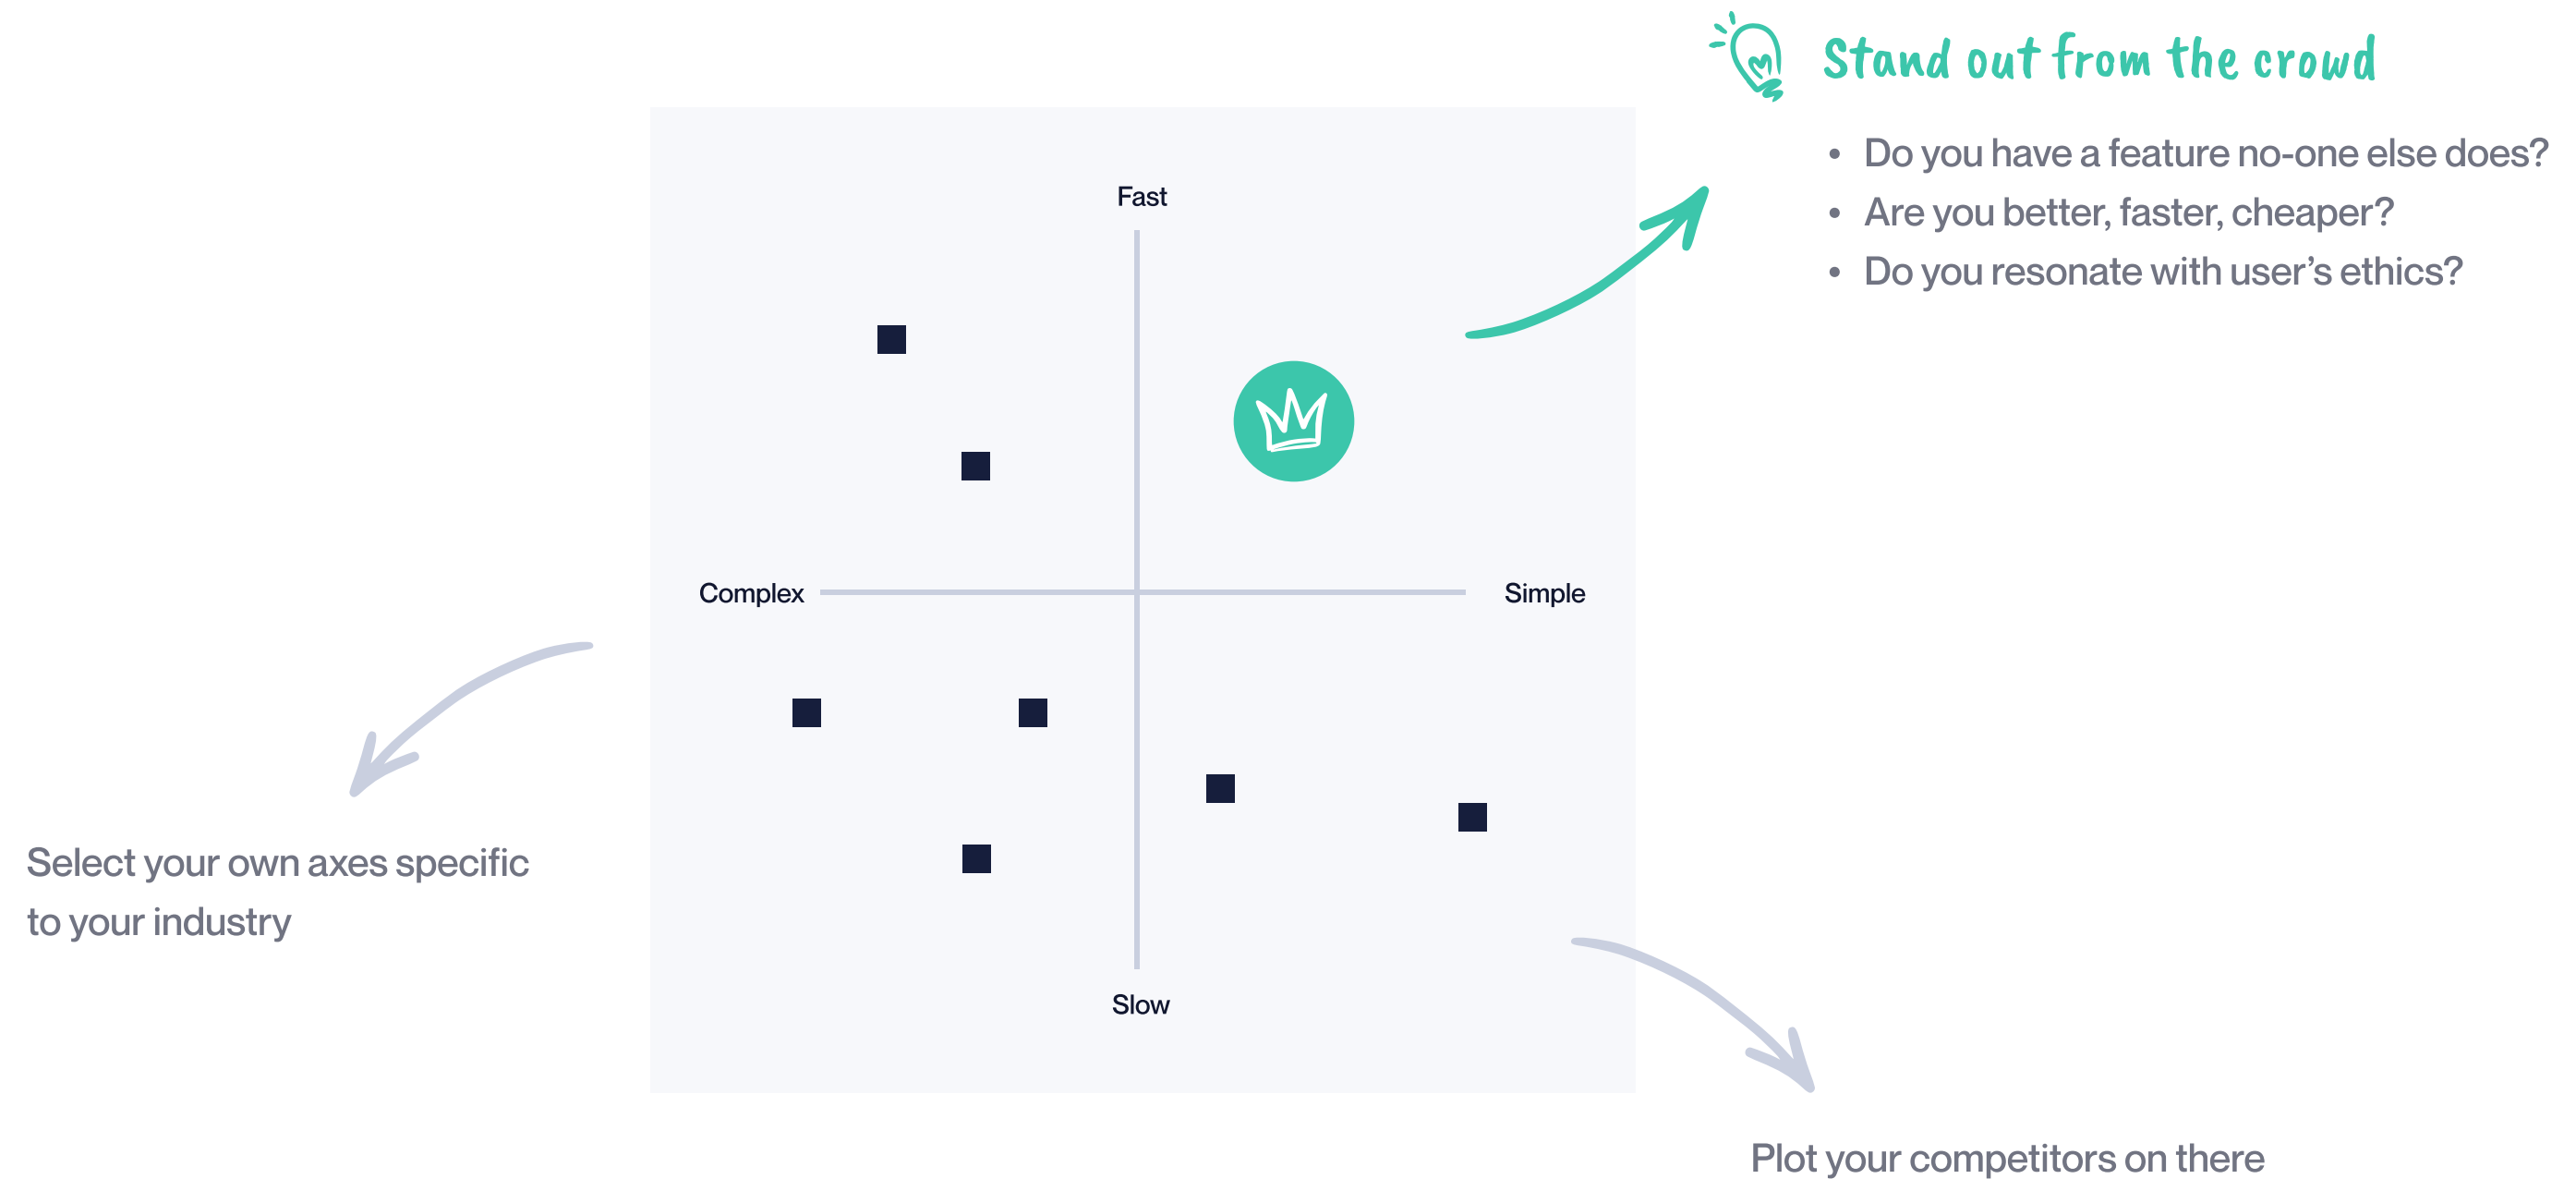 Stand out from the crowd
• Do you have a feature no-one else does?
• Are you better, faster, cheaper?
• Do you resonate with user’s ethics?
Fast
Complex
Simple
Slow
Select your own axes specific
to your industry
Plot your competitors on there